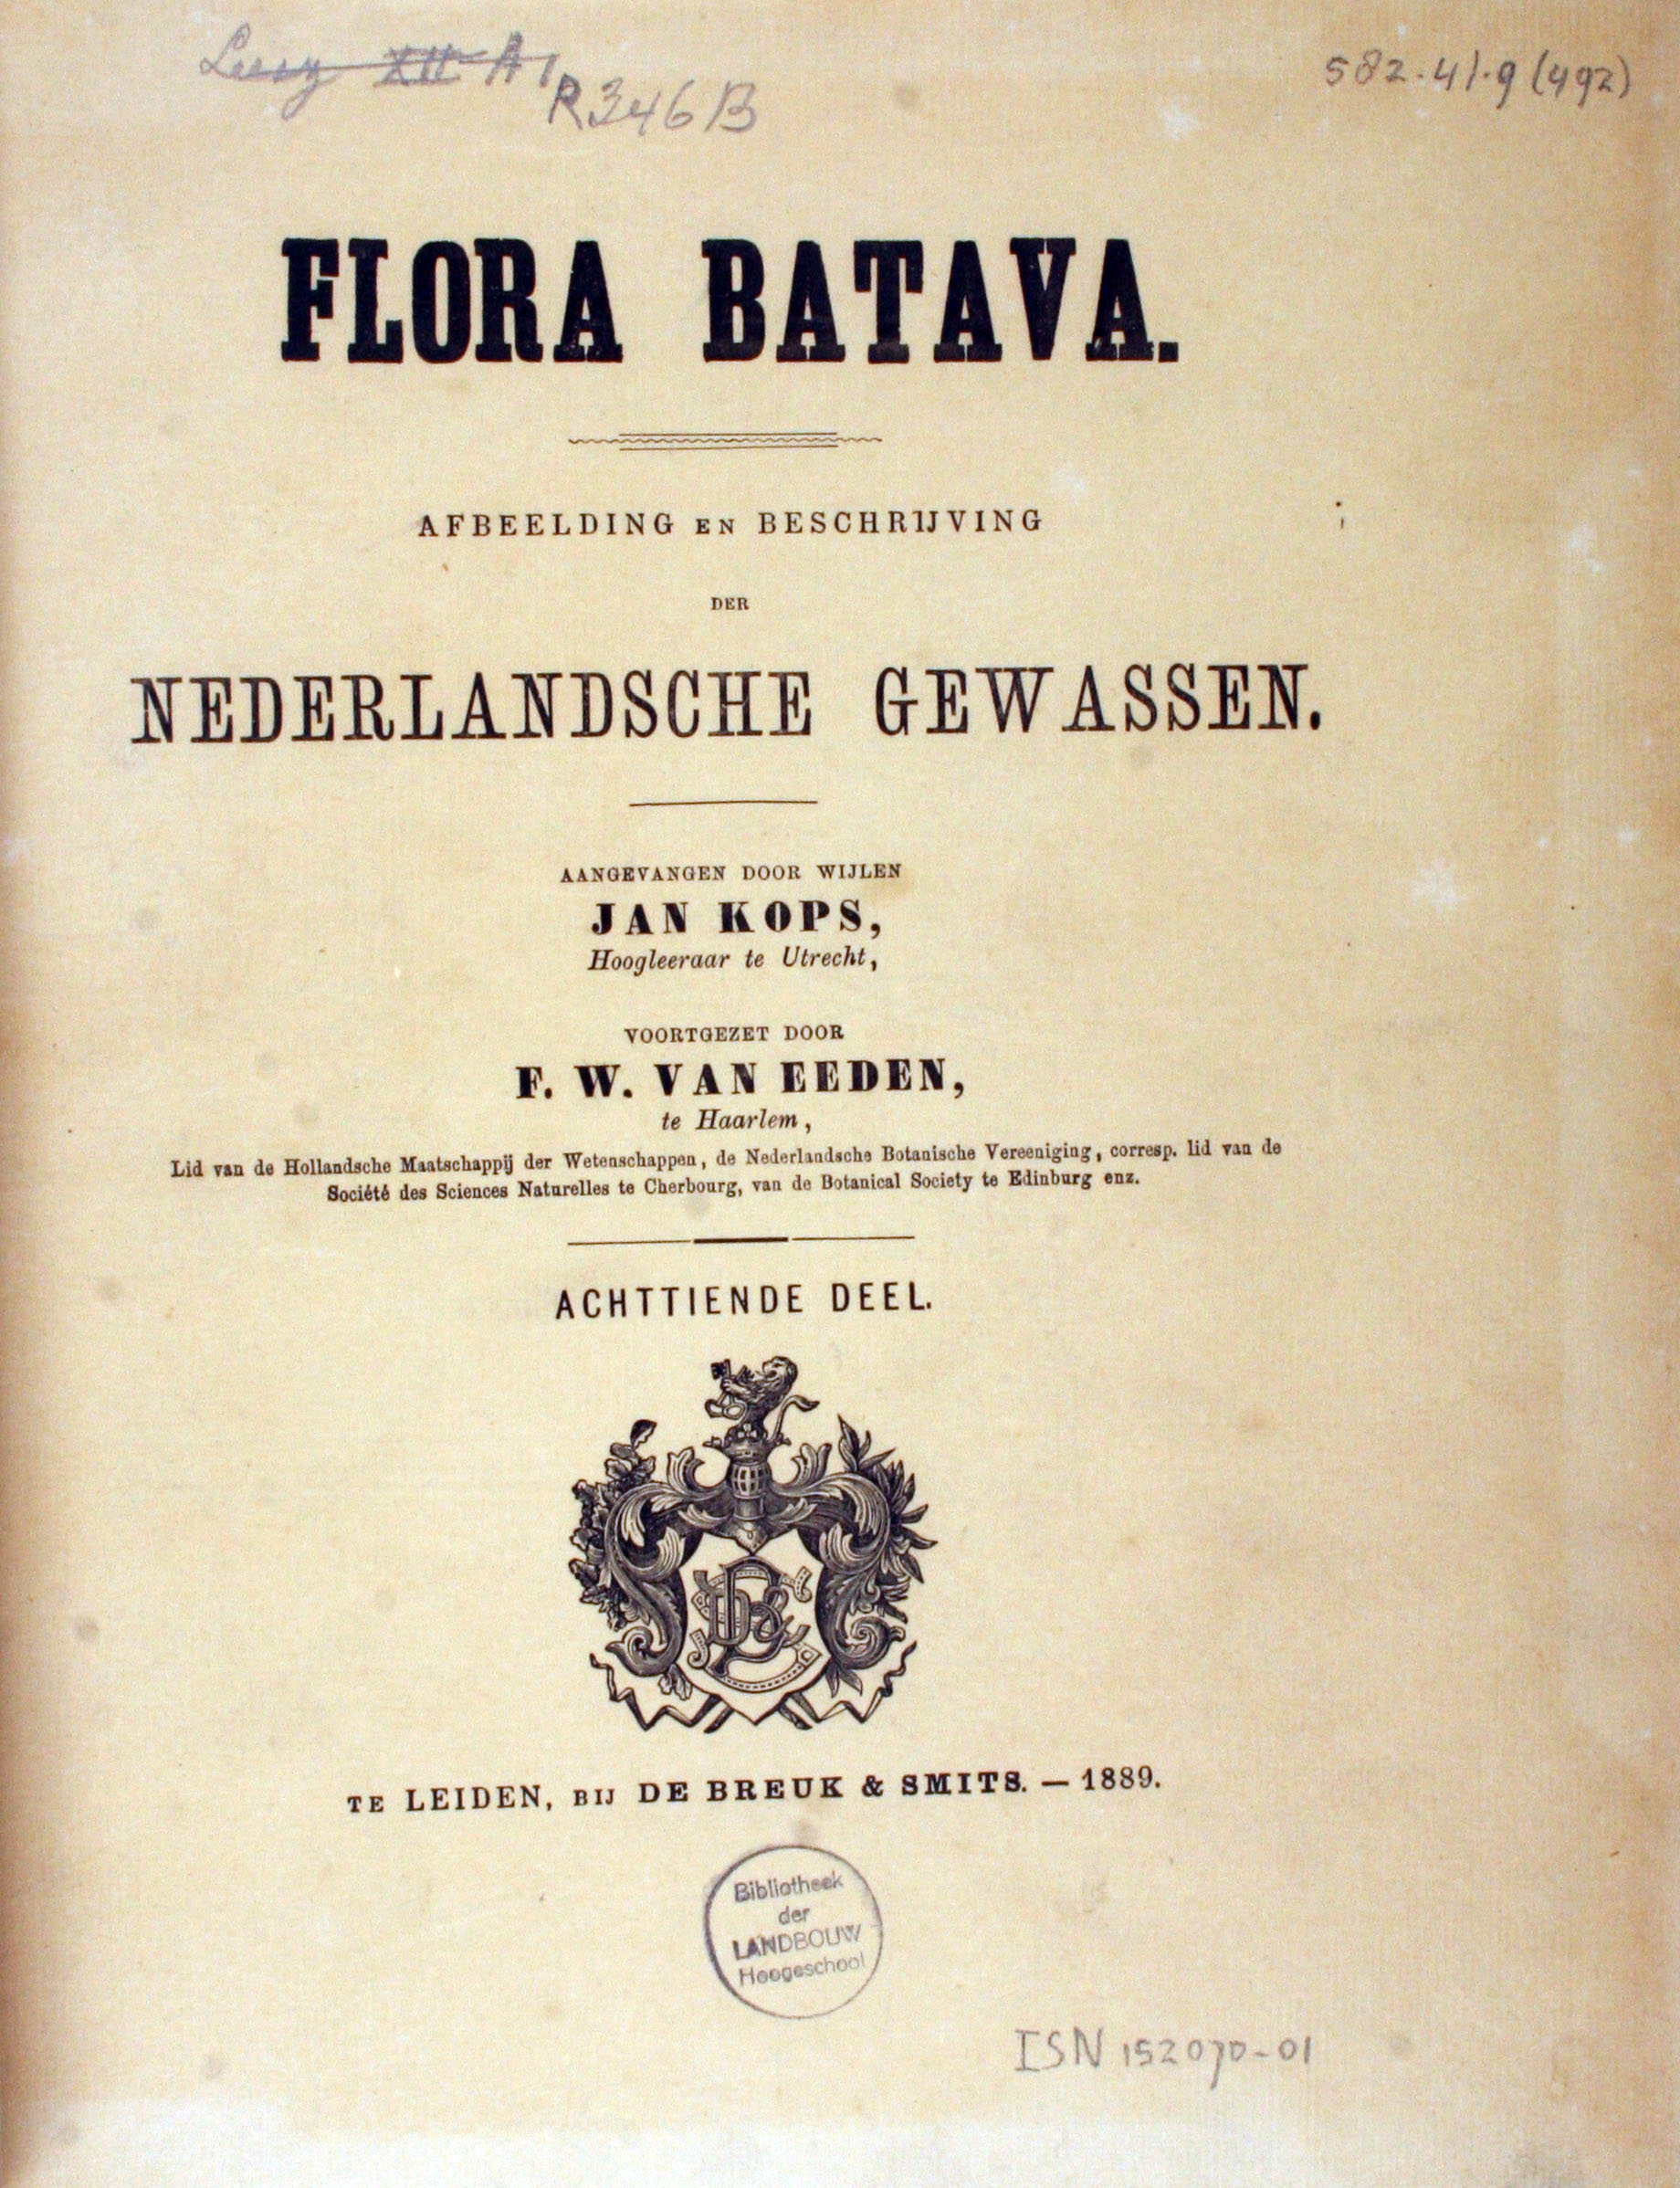 R346B
582.41.9 (492)
FLORA BATAVA.
AFBEELDING EN BESCHRIJVING
DER
NEDERLANDSCHE GEWASSEN.
AANGEVANGEN DOOR WIJLEN
JAN KOPS,
Hoogleeraar te Utrecht,
VOORTGEZET DOOR
F. W. VAN EEDEN,
te Haarlem,
Lid van de Hollandsche Maatschappij der Wetenschappen, de Nederlandsche Botanische Vereeniging, corresp. lid van de
Société des Sciences Naturelles te Cherbourg, van de Botanical Society te Edinburg enz.
ACHTTIENDE DEEL.
TE LEIDEN, BIJ DE BREUK & SMITS. — 1889.
Bibliotheek
der
LANDBOUW
Hoogeschool
ISN 152070-01